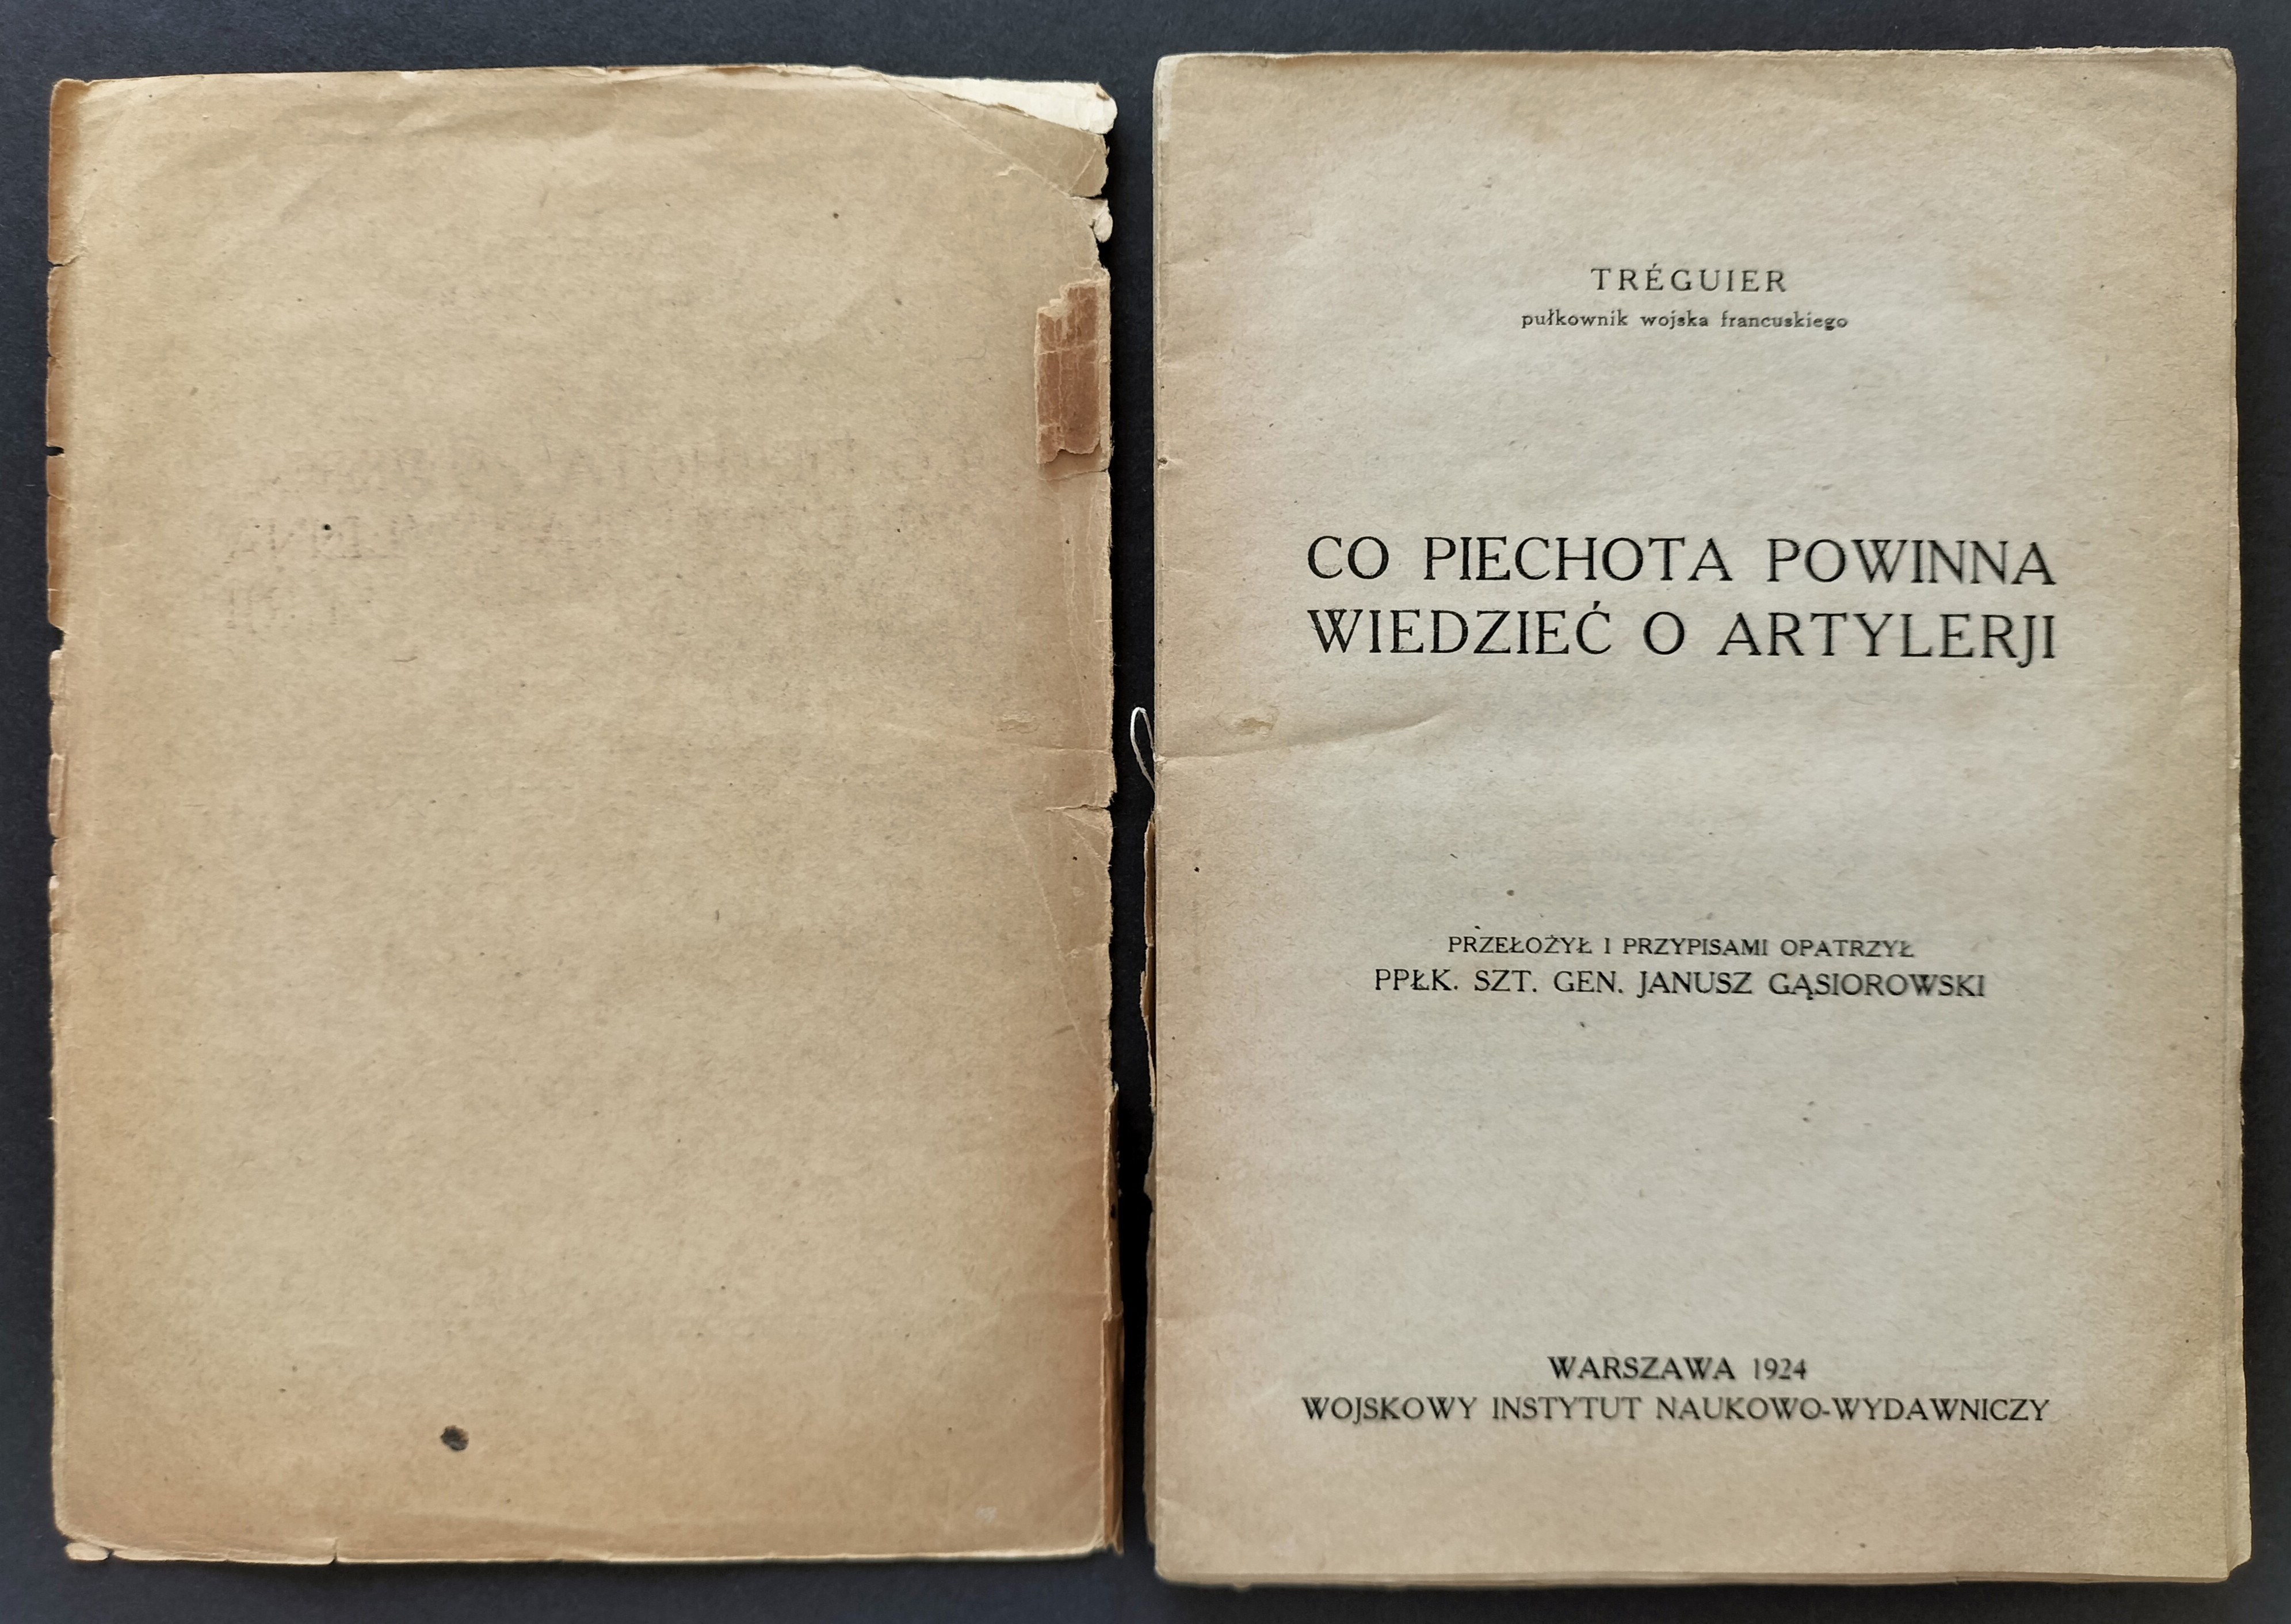 TRÉGUIER
pułkownik wojska francuskiego
CO PIECHOTA POWINNA
WIEDZIEĆ O ARTYLERJI
PRZEŁOŻYŁ I PRZYPISAMI OPATRZYŁ
PPŁK. SZT. GEN. JANUSZ GĄSIOROWSKI
WARSZAWA 1924
WOJSKOWY INSTYTUT NAUKOWO-WYDAWNICZY